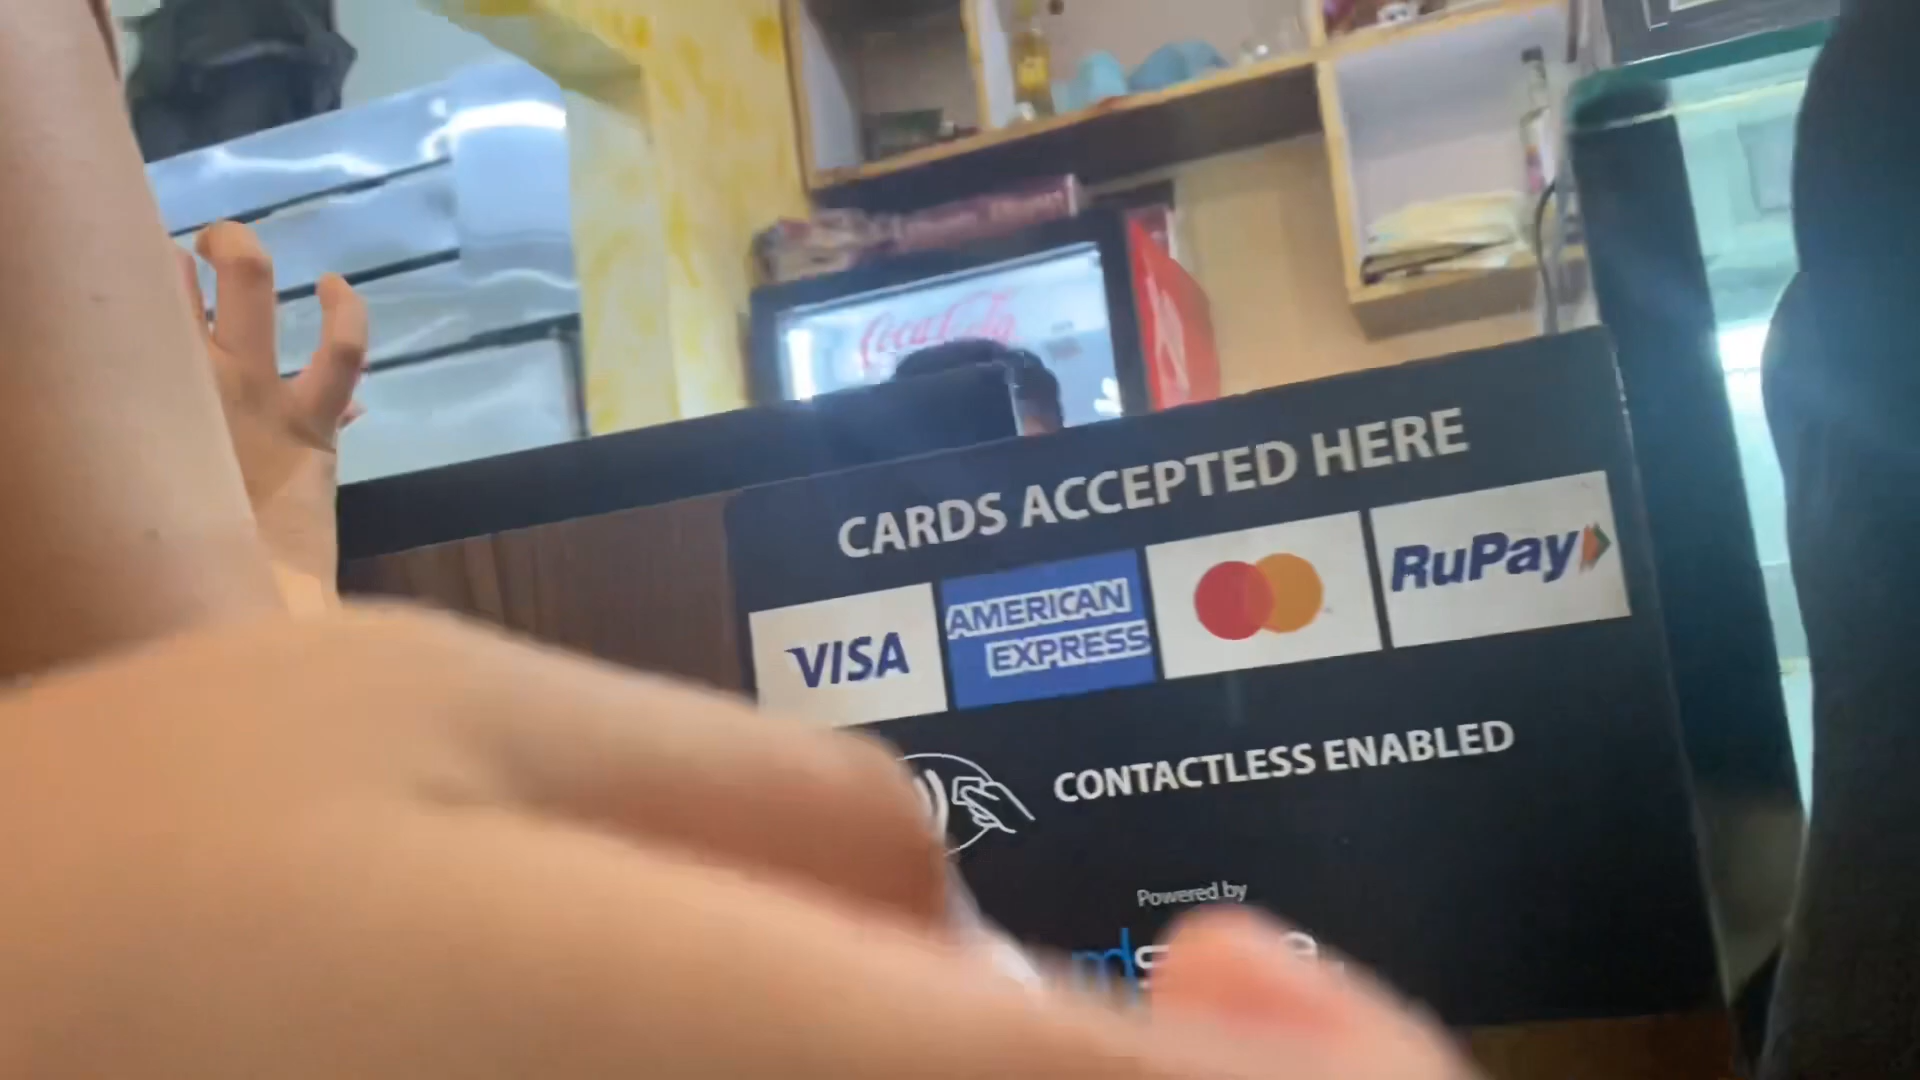 Coca-Cola
CARDS ACCEPTED HERE
VISA
AMERICAN
EXPRESS
RuPay
CONTACTLESS ENABLED
Powered by